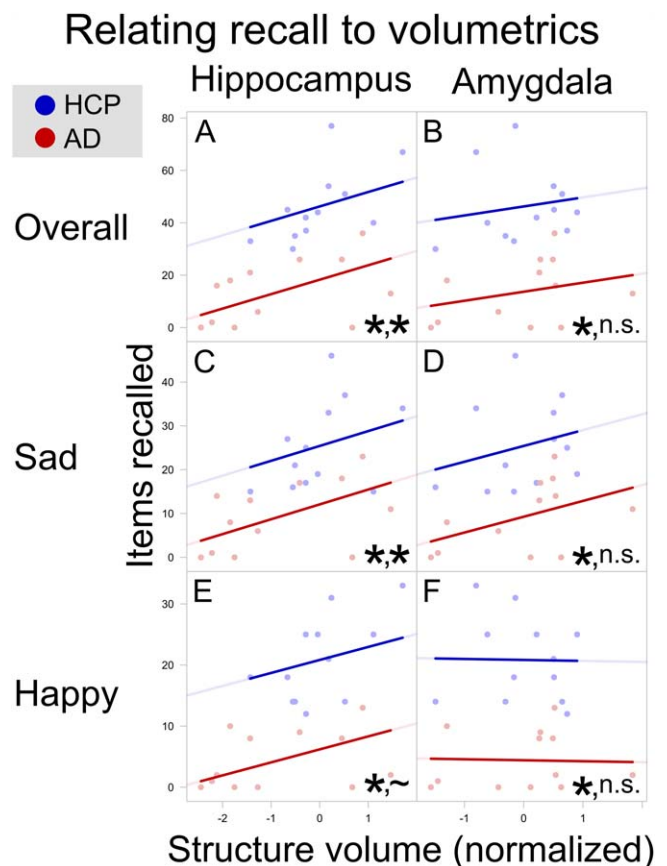 Relating recall to volumetrics
Hippocampus Amygdala
HCP
AD
Overall
A
B
80
60
40
20
0
*,*
*,n.s.
Sad
C
D
40
30
20
10
0
*,*
*,n.s.
Happy
E
F
30
20
10
0
*,~
*,n.s.
Items recalled
-2 -1 0 1 -1 0 1
Structure volume (normalized)